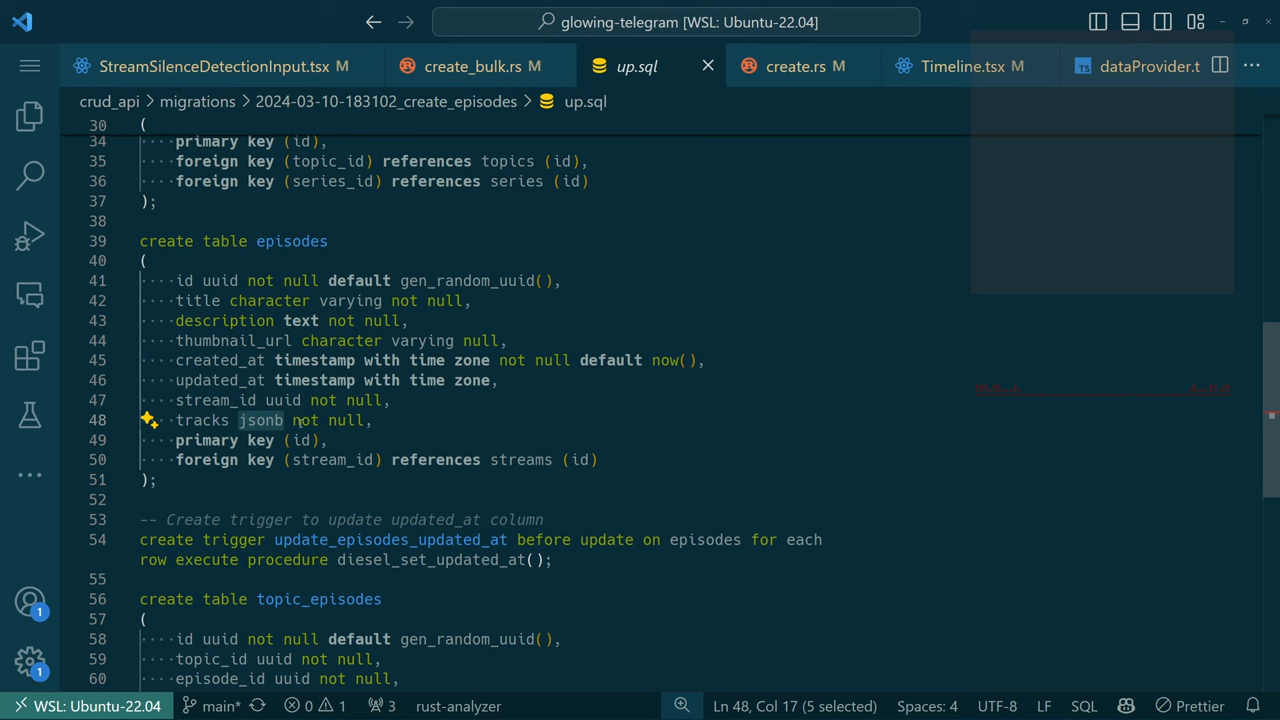 glowing-telegram [WSL: Ubuntu-22.04]
StreamSilenceDetectionInput.tsx M
create_bulk.rs M
up.sql
create.rs M
Timeline.tsx M
TS dataProvider.t
crud_api > migrations > 2024-03-10-183102_create_episodes > up.sql
30 (
34 ····primary key (id),
35 ····foreign key (topic_id) references topics (id),
36 ····foreign key (series_id) references series (id)
37 );
38
39 create table episodes
40 (
41 ····id uuid not null default gen_random_uuid(),
42 ····title character varying not null,
43 ····description text not null,
44 ····thumbnail_url character varying null,
45 ····created_at timestamp with time zone not null default now(),
46 ····updated_at timestamp with time zone,
47 ····stream_id uuid not null,
48 ····tracks jsonb not null,
49 ····primary key (id),
50 ····foreign key (stream_id) references streams (id)
51 );
52
53 -- Create trigger to update updated_at column
54 create trigger update_episodes_updated_at before update on episodes for each
row execute procedure diesel_set_updated_at();
55
56 create table topic_episodes
57 (
58 ····id uuid not null default gen_random_uuid(),
59 ····topic_id uuid not null,
60 ····episode_id uuid not null,
1
1
WSL: Ubuntu-22.04 main* 0 1 3 rust-analyzer Ln 48, Col 17 (5 selected) Spaces: 4 UTF-8 LF SQL Prettier